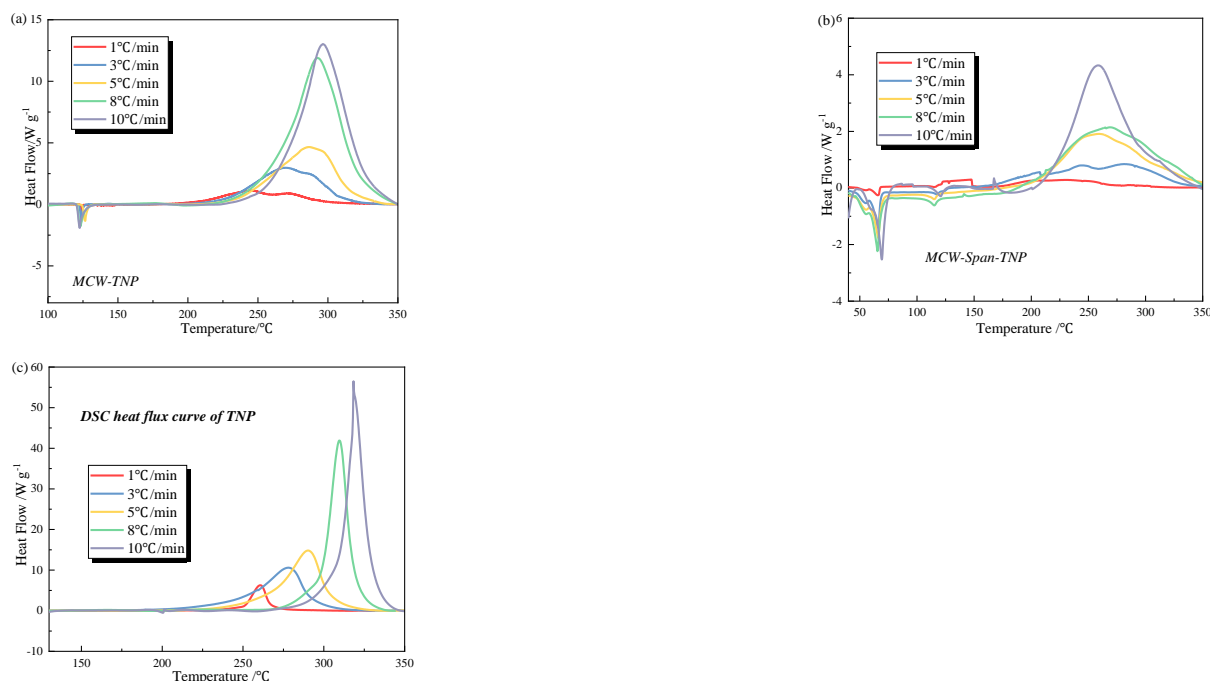 (a)
15
10
5
0
-5
Heat Flow/W g⁻¹
1℃/min
3℃/min
5℃/min
8℃/min
10℃/min
MCW-TNP
100 150 200 250 300 350
Temperature/℃
(b)
6
4
2
0
-2
-4
Heat Flow /W g⁻¹
1℃/min
3℃/min
5℃/min
8℃/min
10℃/min
MCW-Span-TNP
50 100 150 200 250 300 350
Temperature /℃
(c)
60
50
40
30
20
10
0
-10
Heat Flow /W g⁻¹
DSC heat flux curve of TNP
1℃/min
3℃/min
5℃/min
8℃/min
10℃/min
150 200 250 300 350
Temperature /℃